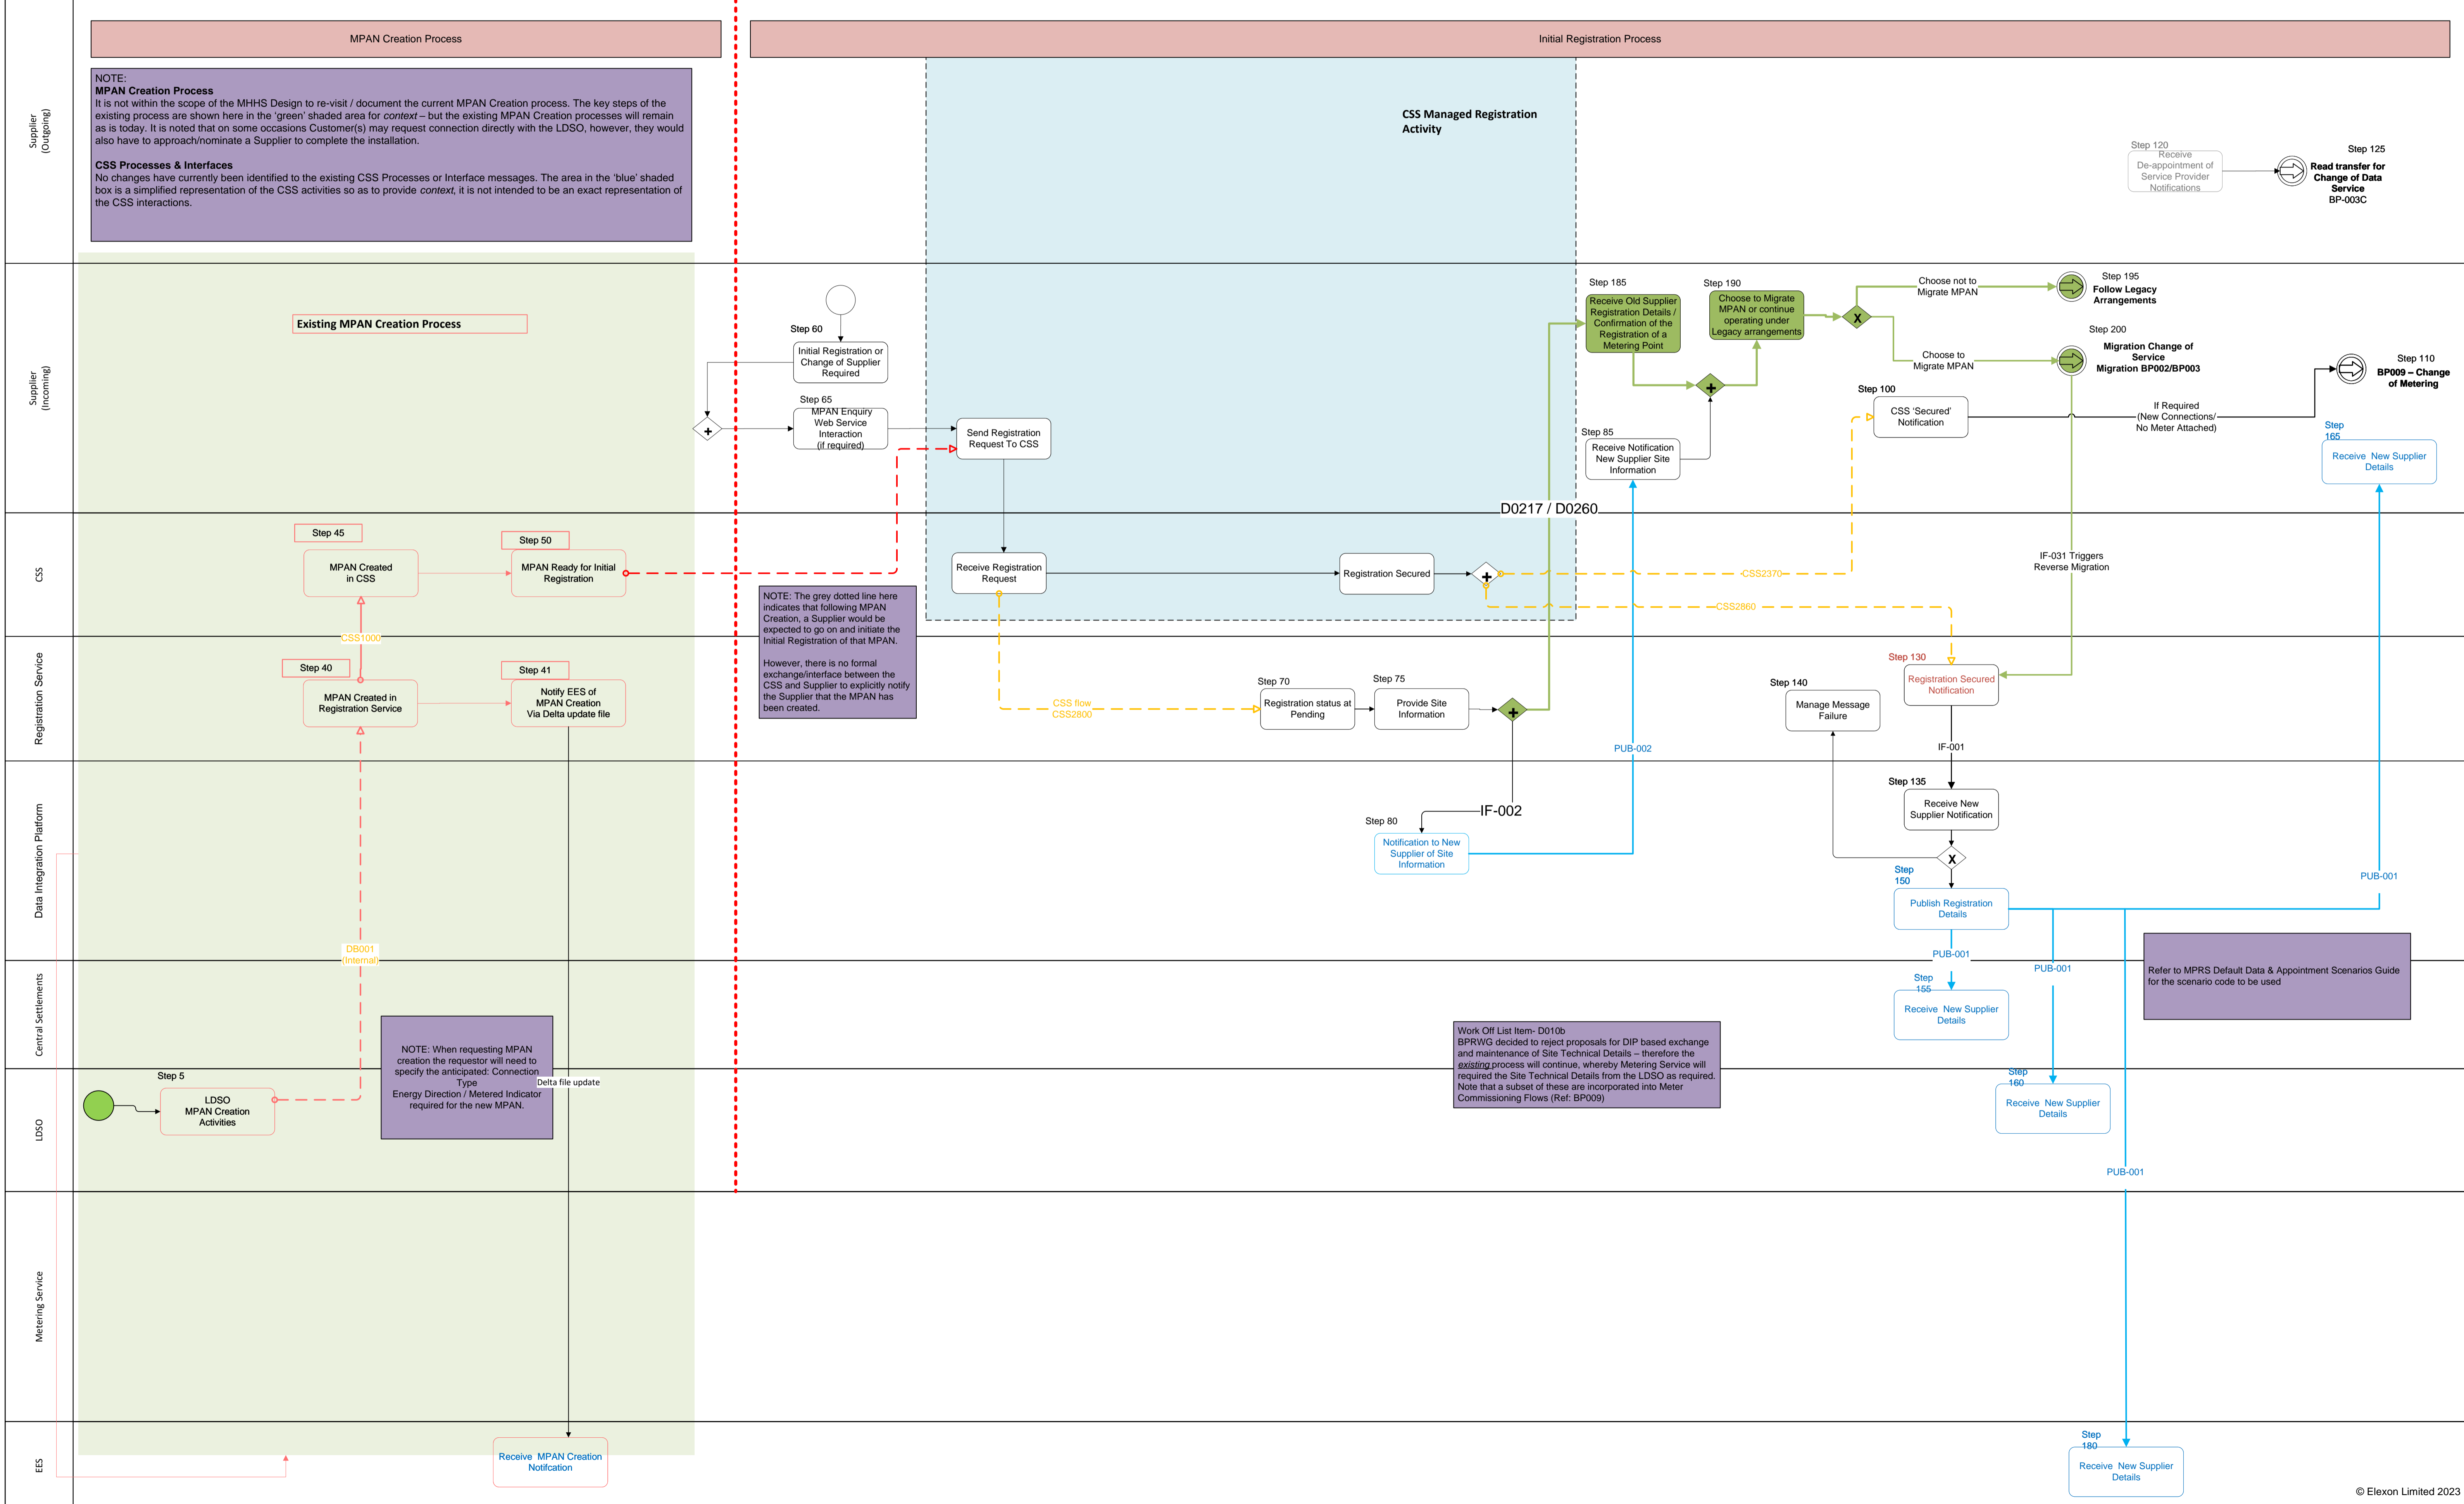 MPAN Creation Process
Initial Registration Process
NOTE:
MPAN Creation Process
It is not within the scope of the MHHS Design to re-visit / document the current MPAN Creation process. The key steps of the
existing process are shown here in the ‘green’ shaded area for context – but the existing MPAN Creation processes will remain
as is today. It is noted that on some occasions Customer(s) may request connection directly with the LDSO, however, they would
also have to approach/nominate a Supplier to complete the installation.
CSS Processes & Interfaces
No changes have currently been identified to the existing CSS Processes or Interface messages. The area in the ‘blue’ shaded
box is a simplified representation of the CSS activities so as to provide context, it is not intended to be an exact representation of
the CSS interactions.
Supplier
(Outgoing)
CSS Managed Registration
Activity
Step 120
Receive
De-appointment of
Service Provider
Notifications
Step 125
Read transfer for
Change of Data
Service
BP-003C
Supplier
(Incoming)
Existing MPAN Creation Process
Step 60
Initial Registration or
Change of Supplier
Required
Step 65
MPAN Enquiry
Web Service
Interaction
(if required)
Send Registration
Request To CSS
Step 185
Receive Old Supplier
Registration Details /
Confirmation of the
Registration of a
Metering Point
Step 190
Choose to Migrate
MPAN or continue
operating under
Legacy arrangements
X
Choose not to
Migrate MPAN
Step 195
Follow Legacy
Arrangements
Choose to
Migrate MPAN
Step 200
Migration Change of
Service
Migration BP002/BP003
Step 110
BP009 – Change
of Metering
Step 100
CSS ‘Secured’
Notification
If Required
(New Connections/
No Meter Attached)
Step 85
Receive Notification
New Supplier Site
Information
Step
165
Receive New Supplier
Details
D0217 / D0260
CSS
Step 45
MPAN Created
in CSS
Step 50
MPAN Ready for Initial
Registration
Receive Registration
Request
Registration Secured
CSS2370
CSS2860
IF-031 Triggers
Reverse Migration
NOTE: The grey dotted line here
indicates that following MPAN
Creation, a Supplier would be
expected to go on and initiate the
Initial Registration of that MPAN.
However, there is no formal
exchange/interface between the
CSS and Supplier to explicitly notify
the Supplier that the MPAN has
been created.
CSS1000
Registration Service
Step 40
MPAN Created in
Registration Service
Step 41
Notify EES of
MPAN Creation
Via Delta update file
CSS flow
CSS2800
Step 70
Registration status at
Pending
Step 75
Provide Site
Information
Step 130
Registration Secured
Notification
Step 140
Manage Message
Failure
PUB-002
IF-001
Data Integration Platform
Step 135
Receive New
Supplier Notification
IF-002
Step 80
Notification to New
Supplier of Site
Information
X
Step
150
Publish Registration
Details
PUB-001
DB001
(Internal)
PUB-001
PUB-001
Central Settlements
Step
155
Receive New Supplier
Details
Refer to MPRS Default Data & Appointment Scenarios Guide
for the scenario code to be used
NOTE: When requesting MPAN
creation the requestor will need to
specify the anticipated: Connection
Type
Energy Direction / Metered Indicator
required for the new MPAN.
Delta file update
Work Off List Item- D010b
BPRWG decided to reject proposals for DIP based exchange
and maintenance of Site Technical Details – therefore the
existing process will continue, whereby Metering Service will
required the Site Technical Details from the LDSO as required.
Note that a subset of these are incorporated into Meter
Commissioning Flows (Ref: BP009)
LDSO
Step 5
LDSO
MPAN Creation
Activities
Step
160
Receive New Supplier
Details
PUB-001
Metering Service
EES
Receive MPAN Creation
Notifcation
Step
180
Receive New Supplier
Details
© Elexon Limited 2023